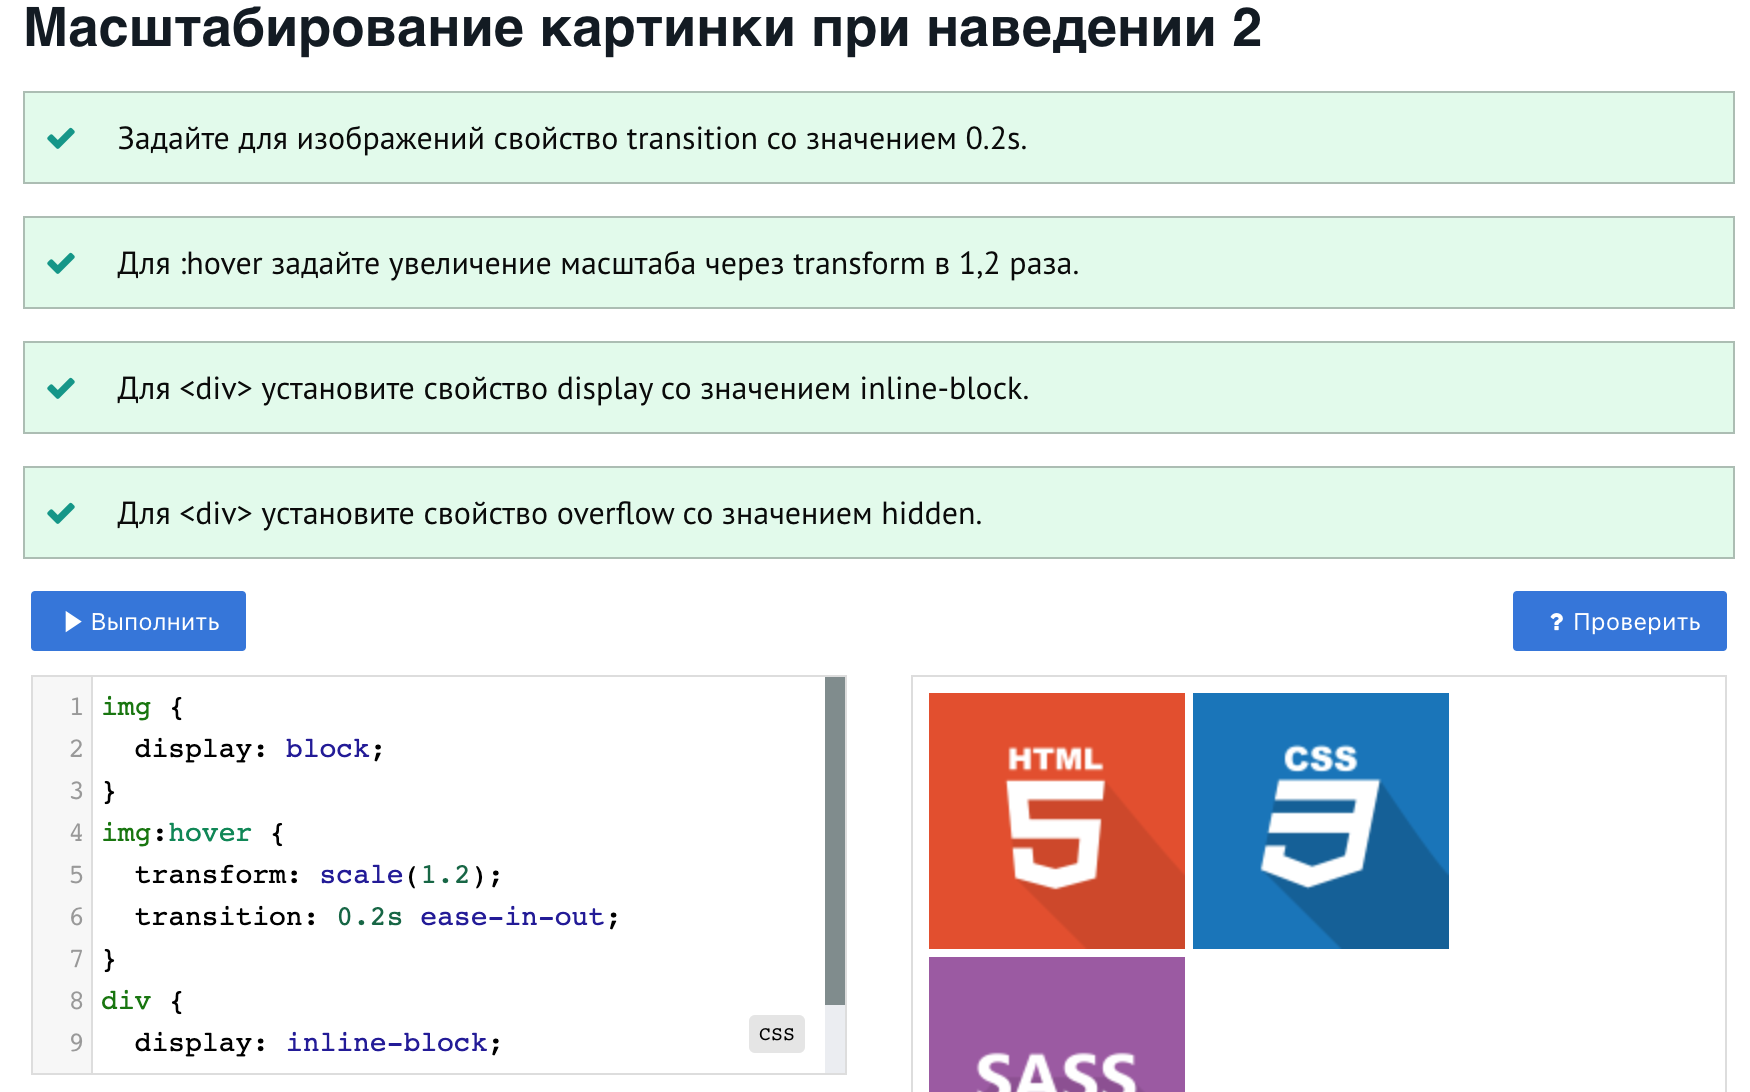 Масштабирование картинки при наведении 2
Задайте для изображений свойство transition со значением 0.2s.
Для :hover задайте увеличение масштаба через transform в 1,2 раза.
Для <div> установите свойство display со значением inline-block.
Для <div> установите свойство overflow со значением hidden.
Выполнить
? Проверить
1 img {
2   display: block;
3 }
4 img:hover {
5   transform: scale(1.2);
6   transition: 0.2s ease-in-out;
7 }
8 div {
9   display: inline-block;
css
HTML
5
CSS
3
SASS